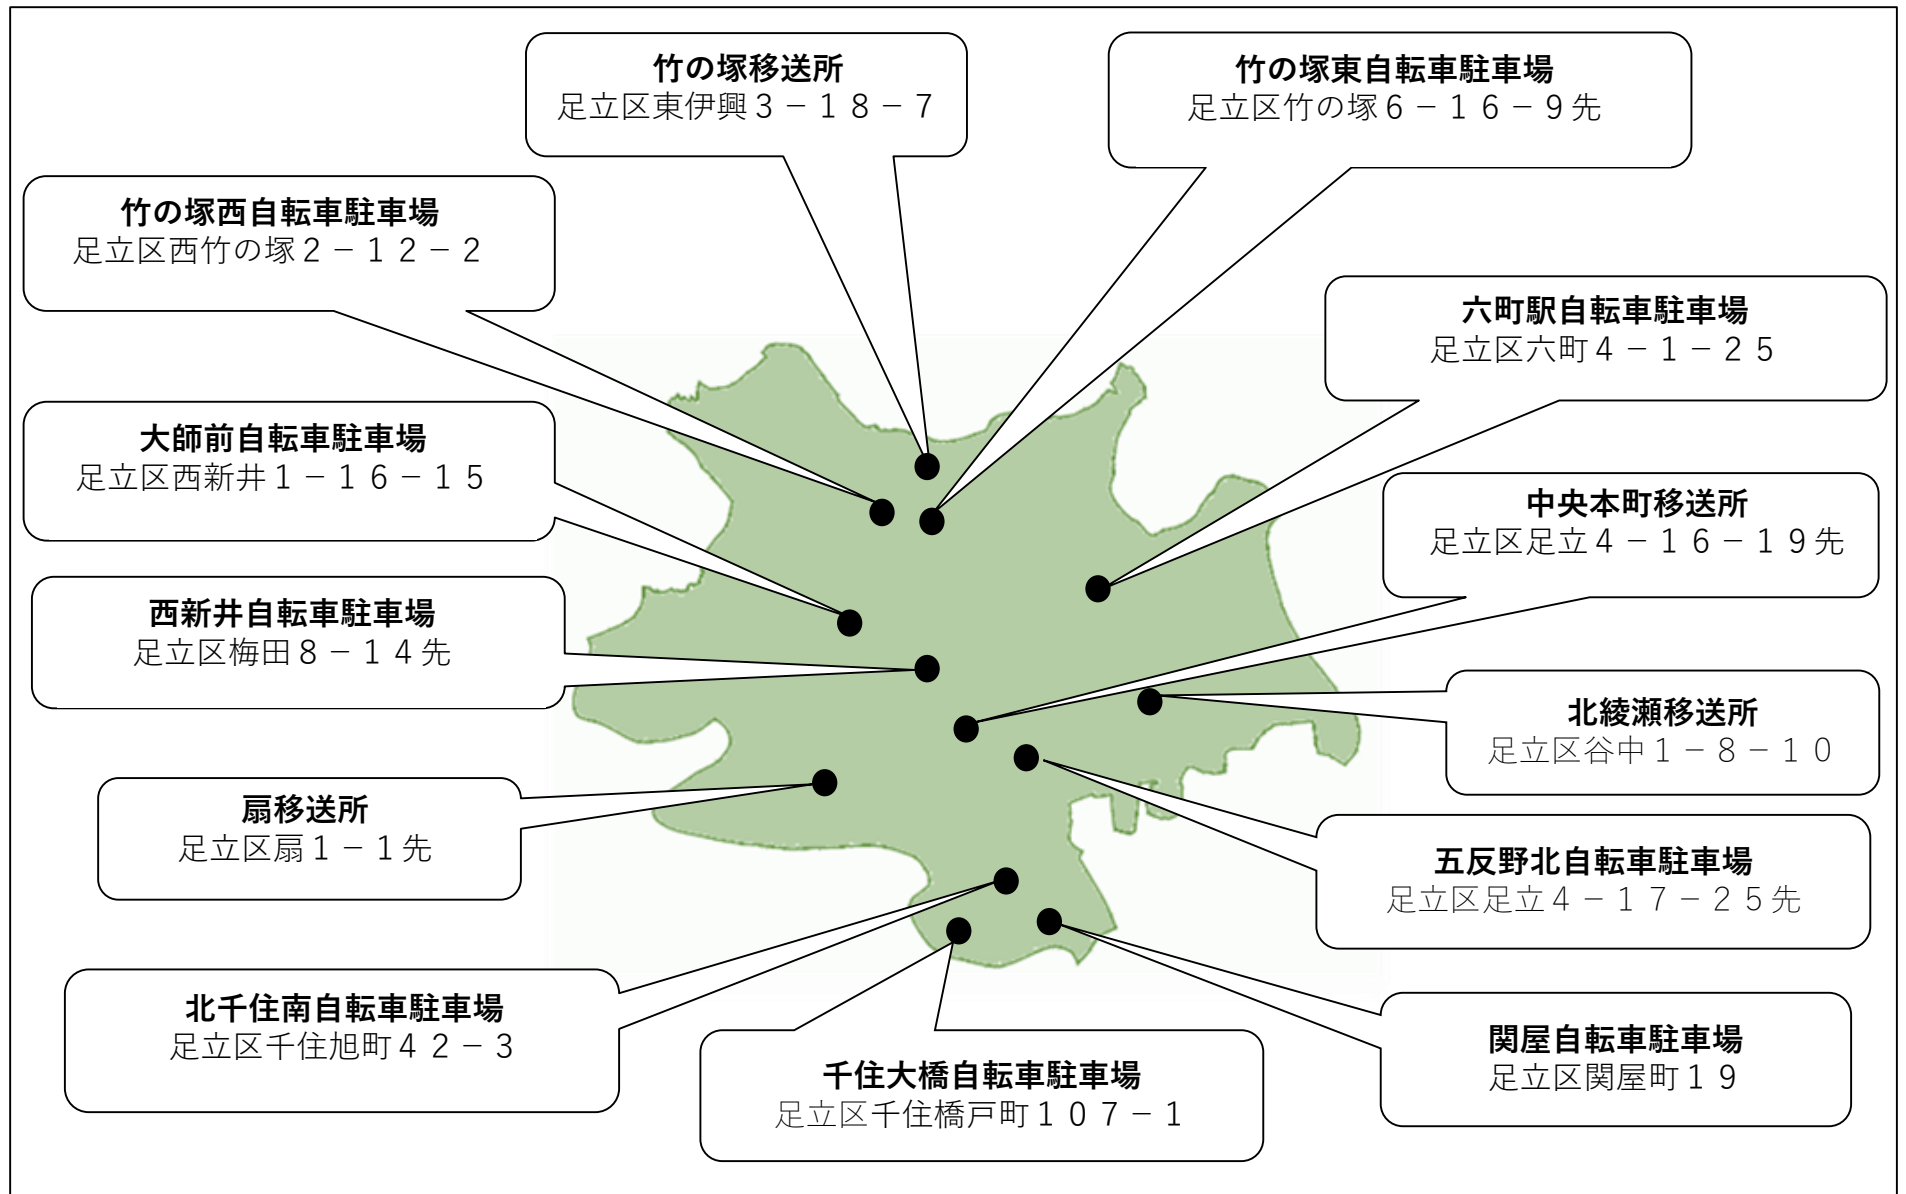 竹の塚移送所
足立区東伊興３－１８－７
竹の塚東自転車駐車場
足立区竹の塚６－１６－９先
竹の塚西自転車駐車場
足立区西竹の塚２－１２－２
六町駅自転車駐車場
足立区六町４－１－２５
大師前自転車駐車場
足立区西新井１－１６－１５
中央本町移送所
足立区足立４－１６－１９先
西新井自転車駐車場
足立区梅田８－１４先
北綾瀬移送所
足立区谷中１－８－１０
扇移送所
足立区扇１－１先
五反野北自転車駐車場
足立区足立４－１７－２５先
北千住南自転車駐車場
足立区千住旭町４２－３
千住大橋自転車駐車場
足立区千住橋戸町１０７－１
関屋自転車駐車場
足立区関屋町１９